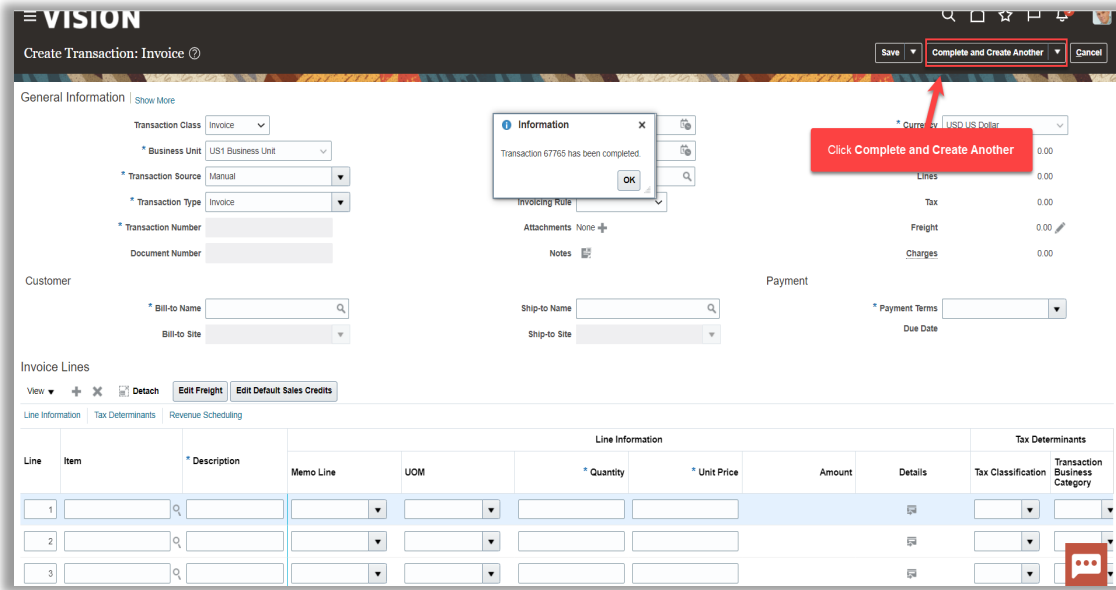 VISION
Create Transaction: Invoice
Save
Complete and Create Another
Cancel
General Information
Show More
Transaction Class Invoice
* Business Unit US1 Business Unit
* Transaction Source Manual
* Transaction Type Invoice
* Transaction Number
Document Number
Information
Transaction 67765 has been completed.
OK
Invoicing Rule
Attachments None
Notes
* Currency USD US Dollar
Click Complete and Create Another
0.00
Lines 0.00
Tax 0.00
Freight 0.00
Charges 0.00
Customer
* Bill-to Name
Bill-to Site
Ship-to Name
Ship-to Site
Payment
* Payment Terms
Due Date
Invoice Lines
View
Detach
Edit Freight
Edit Default Sales Credits
Line Information
Tax Determinants
Revenue Scheduling
Line Information
Tax Determinants
Line
Item
* Description
Memo Line
UOM
* Quantity
* Unit Price
Amount
Details
Tax Classification
Transaction
Business
Category
1
2
3